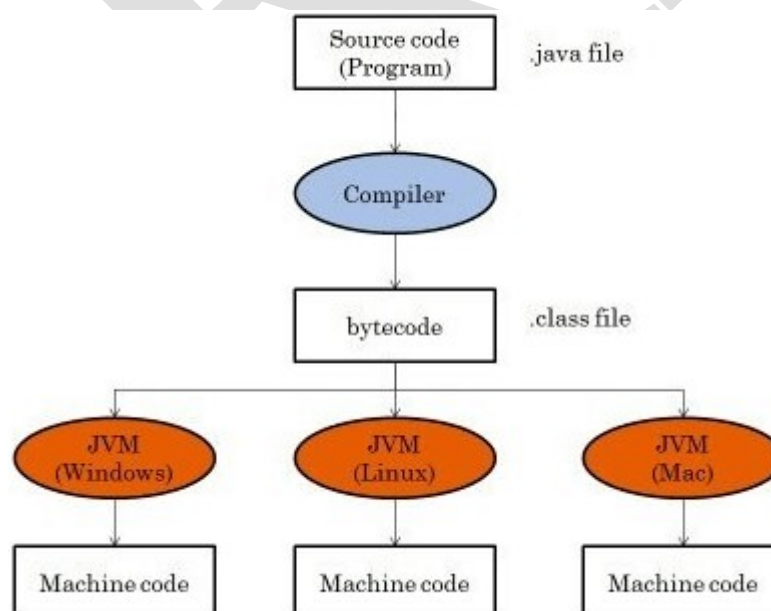 Source code
(Program)
.java file
Compiler
bytecode
.class file
JVM
(Windows)
JVM
(Linux)
JVM
(Mac)
Machine code
Machine code
Machine code